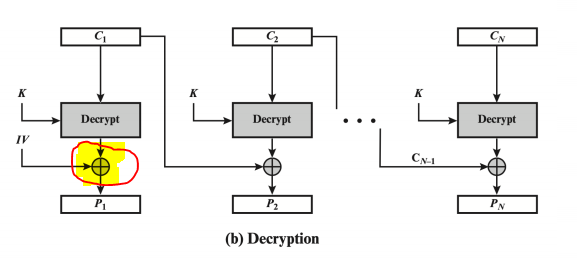 C1 C2 CN
K K K
Decrypt Decrypt Decrypt
IV
CN–1
P1 P2 PN
(b) Decryption